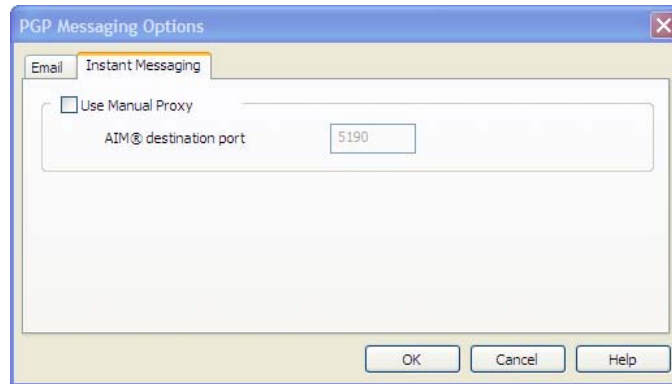 PGP Messaging Options
Email
Instant Messaging
Use Manual Proxy
AIM® destination port
5190
OK
Cancel
Help